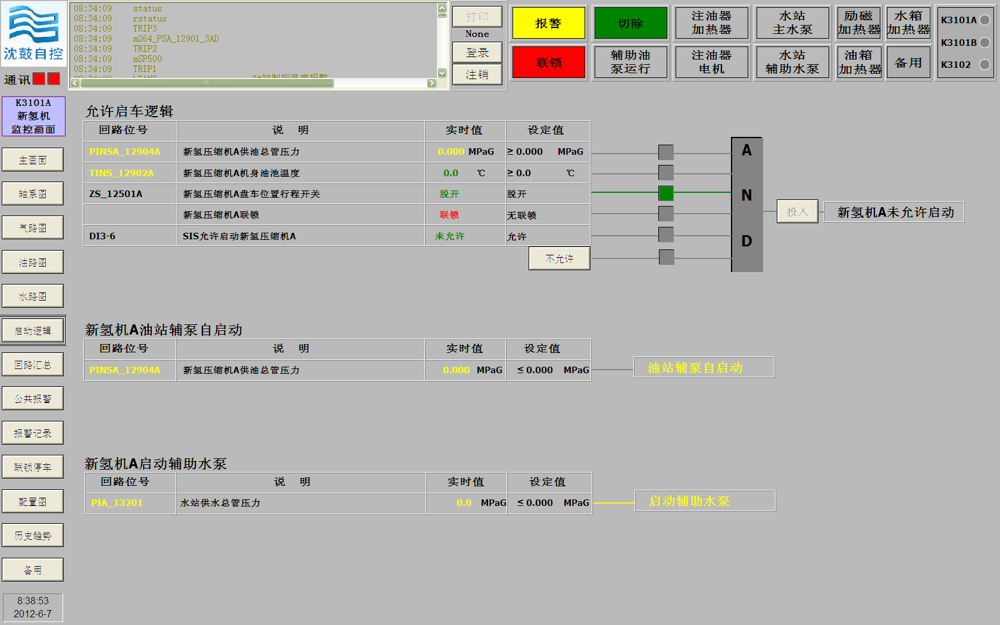 沈鼓自控
通讯
08:34:09 status
08:34:09 rstatus
08:34:09 TRIP3
08:34:09 m264_PSA_12901_3AD
08:34:09 TRIP2
08:34:09 mSP500
08:34:09 TRIP1
打印
None
登录
注销
报警
切除
注油器
加热器
水站
主水泵
励磁
加热器
水箱
加热器
联锁
辅助油
泵运行
注油器
电机
水站
辅助水泵
油箱
加热器
备用
K3101A
K3101B
K3102
K3101A
新氢机
监控画面
主画面
轴系图
气路图
油路图
水路图
启动逻辑
回路汇总
公共报警
报警记录
联锁停车
配置图
历史趋势
备用
8:38:53
2012-6-7
允许启车逻辑
回路位号 说 明 实时值 设定值
PINSA_12904A 新氢压缩机A供油总管压力 0.000 MPaG ≥ 0.000 MPaG
TINS_12902A 新氢压缩机A机身油池温度 0.0 ℃ ≥ 0.0 ℃
ZS_12501A 新氢压缩机A盘车位置行程开关 脱开 脱开
新氢压缩机A联锁 联锁 无联锁
DI3-6 SIS允许启动新氢压缩机A 未允许 允许
不允许
A
N
D
投入
新氢机A未允许启动
新氢机A油站辅泵自启动
回路位号 说 明 实时值 设定值
PINSA_12904A 新氢压缩机A供油总管压力 0.000 MPaG ≤ 0.000 MPaG
油站辅泵自启动
新氢机A启动辅助水泵
回路位号 说 明 实时值 设定值
PIA_13201 水站供水总管压力 0.0 MPaG ≤ 0.000 MPaG
启动辅助水泵